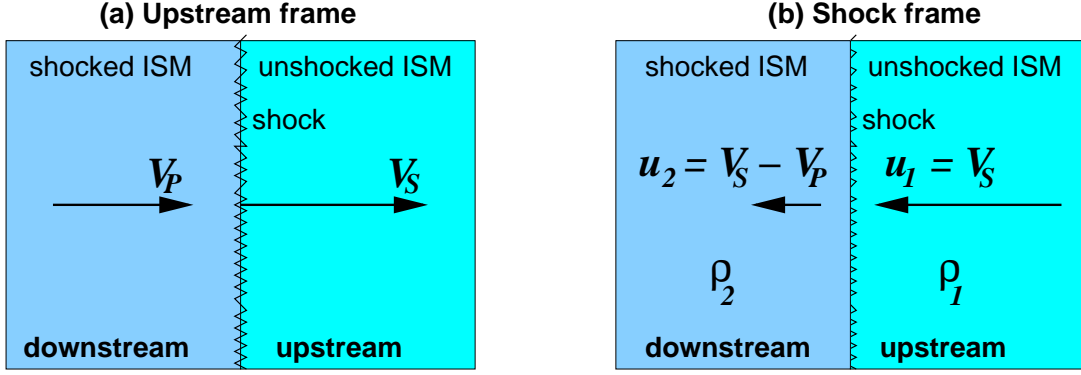 (a) Upstream frame
shocked ISM
unshocked ISM
shock
V_P
V_S
downstream
upstream
(b) Shock frame
shocked ISM
unshocked ISM
shock
u_2 = V_S − V_P
u_1 = V_S
ρ_2
ρ_1
downstream
upstream